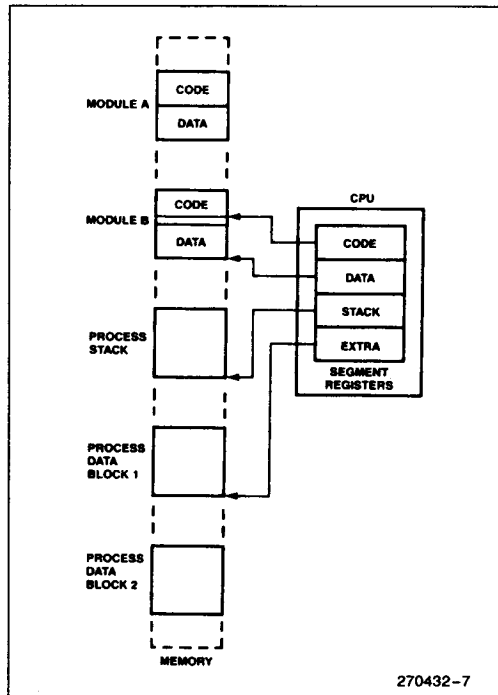 MODULE A
CODE
DATA
MODULE B
CODE
DATA
CPU
CODE
DATA
STACK
EXTRA
SEGMENT
REGISTERS
PROCESS
STACK
PROCESS
DATA
BLOCK 1
PROCESS
DATA
BLOCK 2
MEMORY
270432-7